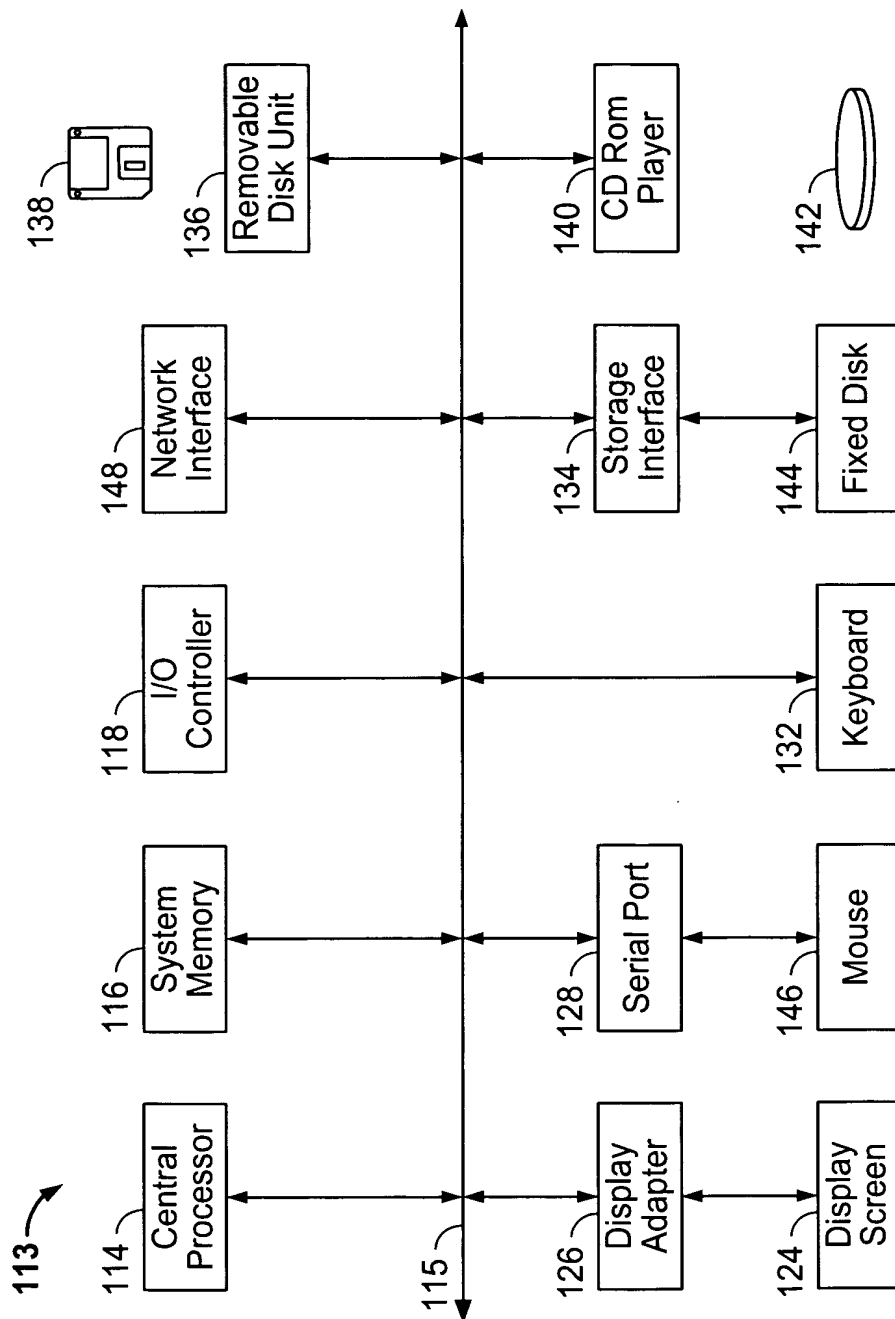 113
114
Central
Processor
116
System
Memory
118
I/O
Controller
148
Network
Interface
138
136
Removable
Disk Unit
115
126
Display
Adapter
128
Serial Port
134
Storage
Interface
140
CD Rom
Player
124
Display
Screen
146
Mouse
132
Keyboard
144
Fixed Disk
142